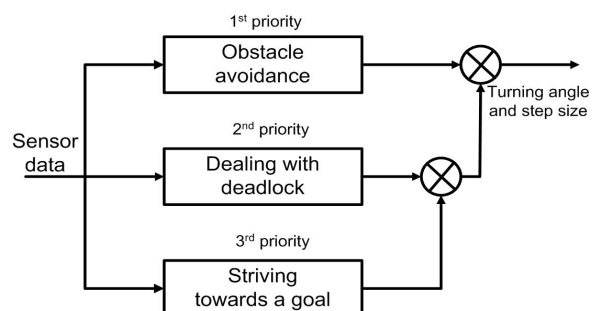 1st priority
Obstacle
avoidance
Turning angle
and step size
2nd priority
Sensor
data
Dealing with
deadlock
3rd priority
Striving
towards a goal